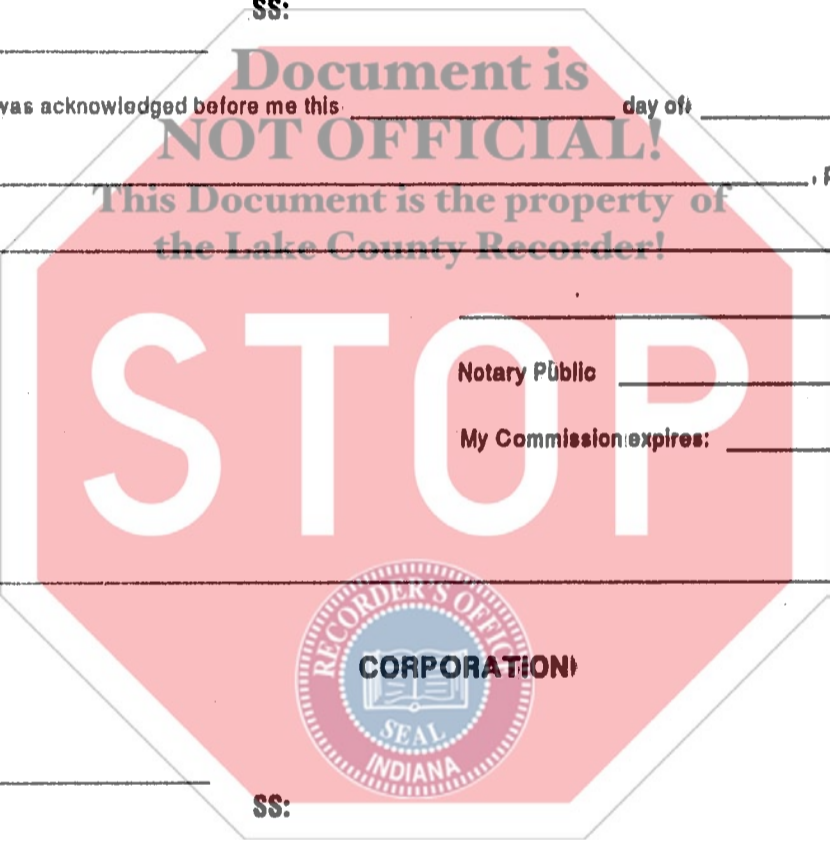 SS:
Document is
was acknowledged before me this day of
NOT OFFICIAL!
This Document is the property of
the Lake County Recorder!
STOP
Notary Public
My Commission expires:
RECORDER'S OFFICE
CORPORATION
SEAL
INDIANA
SS: